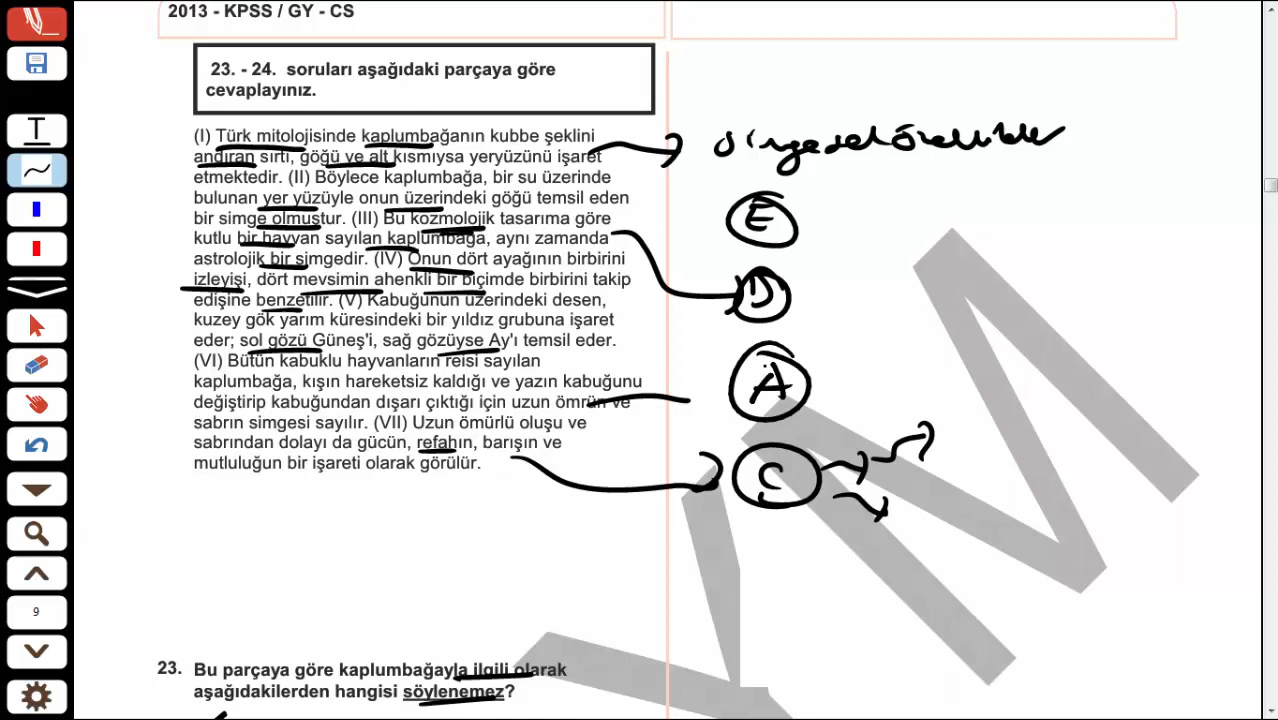 2013 - KPSS / GY - CS
23. - 24. soruları aşağıdaki parçaya göre
cevaplayınız.
(I) Türk mitolojisinde kaplumbağanın kubbe şeklini
andıran sırtı, göğü ve alt kısmıysa yeryüzünü işaret
etmektedir. (II) Böylece kaplumbağa, bir su üzerinde
bulunan yer yüzüyle onun üzerindeki göğü temsil eden
bir simge olmuştur. (III) Bu kozmolojik tasarıma göre
kutlu bir hayvan sayılan kaplumbağa, aynı zamanda
astrolojik bir simgedir. (IV) Onun dört ayağının birbirini
izleyişi, dört mevsimin ahenkli bir biçimde birbirini takip
edişine benzetilir. (V) Kabuğunun üzerindeki desen,
kuzey gök yarım küresindeki bir yıldız grubuna işaret
eder; sol gözü Güneş'i, sağ gözüyse Ay'ı temsil eder.
(VI) Bütün kabuklu hayvanların reisi sayılan
kaplumbağa, kışın hareketsiz kaldığı ve yazın kabuğunu
değiştirip kabuğundan dışarı çıktığı için uzun ömrün ve
sabrın simgesi sayılır. (VII) Uzun ömürlü oluşu ve
sabrından dolayı da gücün, refahın, barışın ve
mutluluğun bir işareti olarak görülür.
E
D
A
C
23. Bu parçaya göre kaplumbağayla ilgili olarak
aşağıdakilerden hangisi söylenemez?
T
9